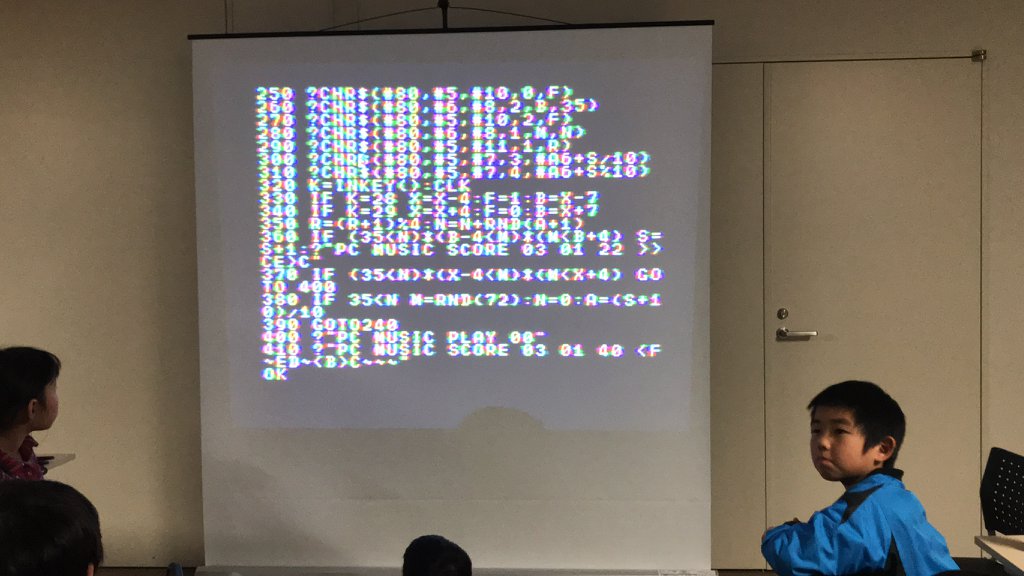 250 ?CHR$(#80,#5,#10,0,F)
260 ?CHR$(#80,#6,#8,2,B,35)
270 ?CHR$(#80,#5,#10,2,F)
280 ?CHR$(#80,#6,#8,1,M,N)
290 ?CHR$(#80,#5,#11,1,R)
300 ?CHR$(#80,#5,#7,3,#A6+S/10)
310 ?CHR$(#80,#5,#7,4,#A6+S%10)
320 K=INKEY():CLK
330 IF K=28 X=X-4:F=1:B=X-7
340 IF K=29 X=X+4:F=0:B=X+7
350 R=(R+1)%4:N=N+RND(A+1)
360 IF (35<N)*(B-4<M)*(M<B+4) S=
S+1:?"PC MUSIC SCORE 03 01 22 >>
CE>C"
370 IF (35<N)*(X-4<M)*(M<X+4) GO
TO 400
380 IF 35<N M=RND(72):N=0:A=(S+1
0)/10
390 GOTO240
400 ?"PC MUSIC PLAY 00"
410 ?"PC MUSIC SCORE 03 01 40 <F
~ED~<B>C~~~"
OK